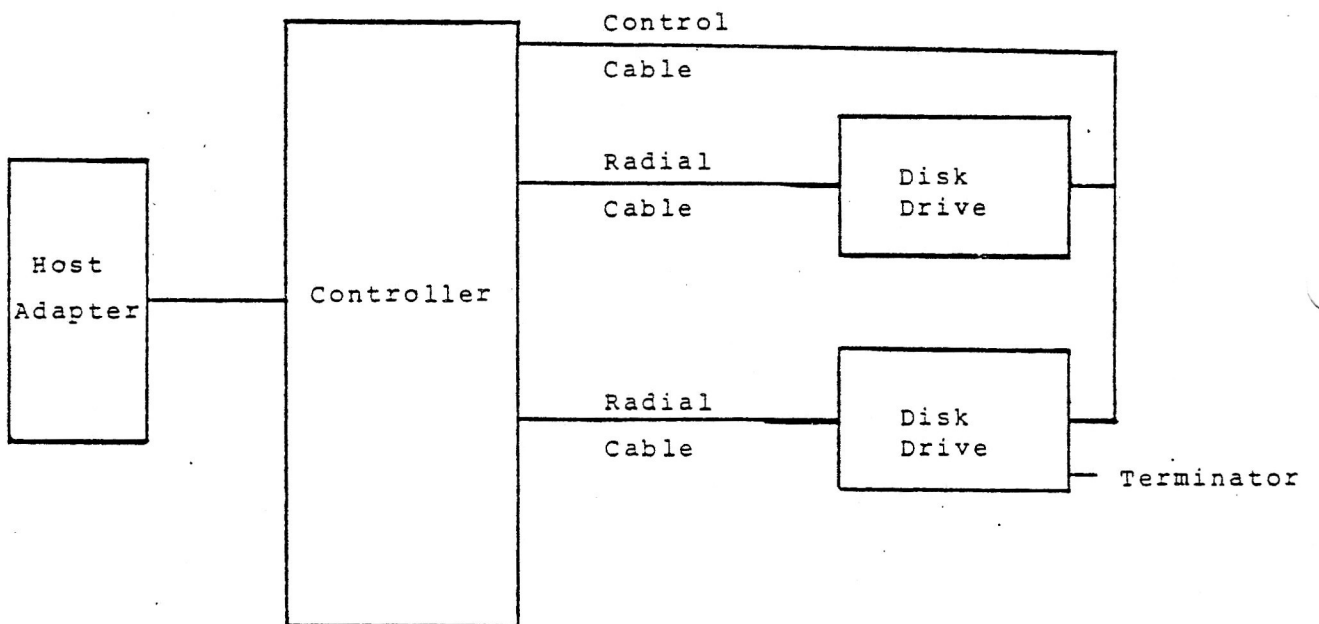 Control
Cable
Radial
Cable
Disk
Drive
Host
Adapter
Controller
Radial
Cable
Disk
Drive
Terminator